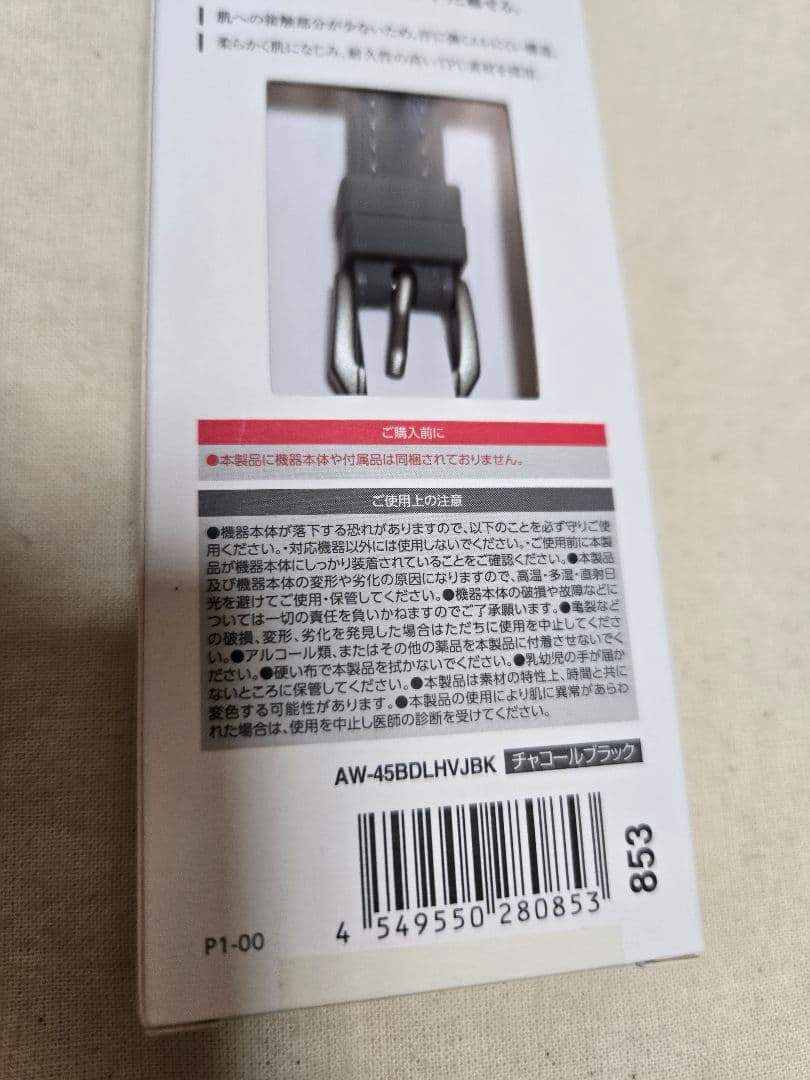 魅せる。
肌への接触部分が少ないため、汗に強くムレにくい構造。
柔らかく肌になじみ、耐久性の高いTPU素材を使用。
ご購入前に
●本製品に機器本体や付属品は同梱されておりません。
ご使用上の注意
●機器本体が落下する恐れがありますので、以下のことを必ず守りご使
用ください。・対応機器以外には使用しないでください。・ご使用前に本製
品が機器本体にしっかり装着されていることをご確認ください。●本製品
及び機器本体の変形や劣化の原因になりますので、高温・多湿・直射日
光を避けてご使用・保管してください。●機器本体の破損や故障などに
ついては一切の責任を負いかねますのでご了承願います。●亀裂など
の破損、変形、劣化を発見した場合はただちに使用を中止してくださ
い。●アルコール類、またはその他の薬品を本製品に付着させないでく
ださい。●硬い布で本製品を拭かないでください。●乳幼児の手が届か
ないところに保管してください。●本製品は素材の特性上、時間と共に
変色する可能性があります。●本製品の使用により肌に異常があらわ
れた場合は、使用を中止し医師の診断を受けてください。
AW-45BDLHVJBK チャコールブラック
853
4 549550 280853
P1-00